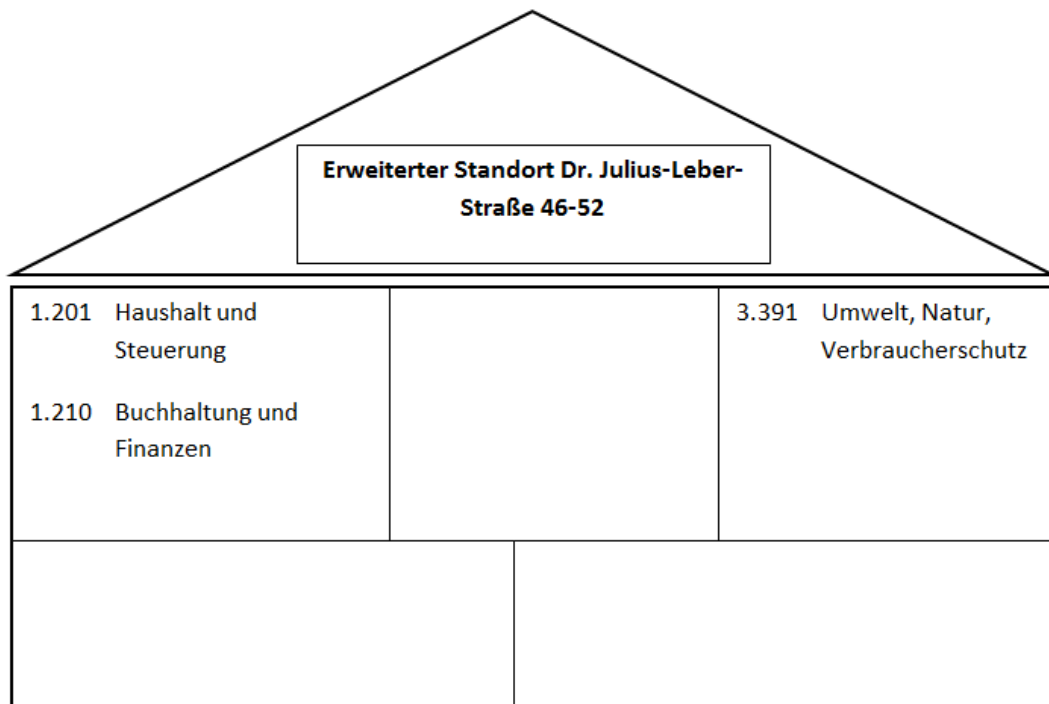 Erweiterter Standort Dr. Julius-Leber-
Straße 46-52
1.201 Haushalt und
Steuerung
1.210 Buchhaltung und
Finanzen
3.391 Umwelt, Natur,
Verbraucherschutz